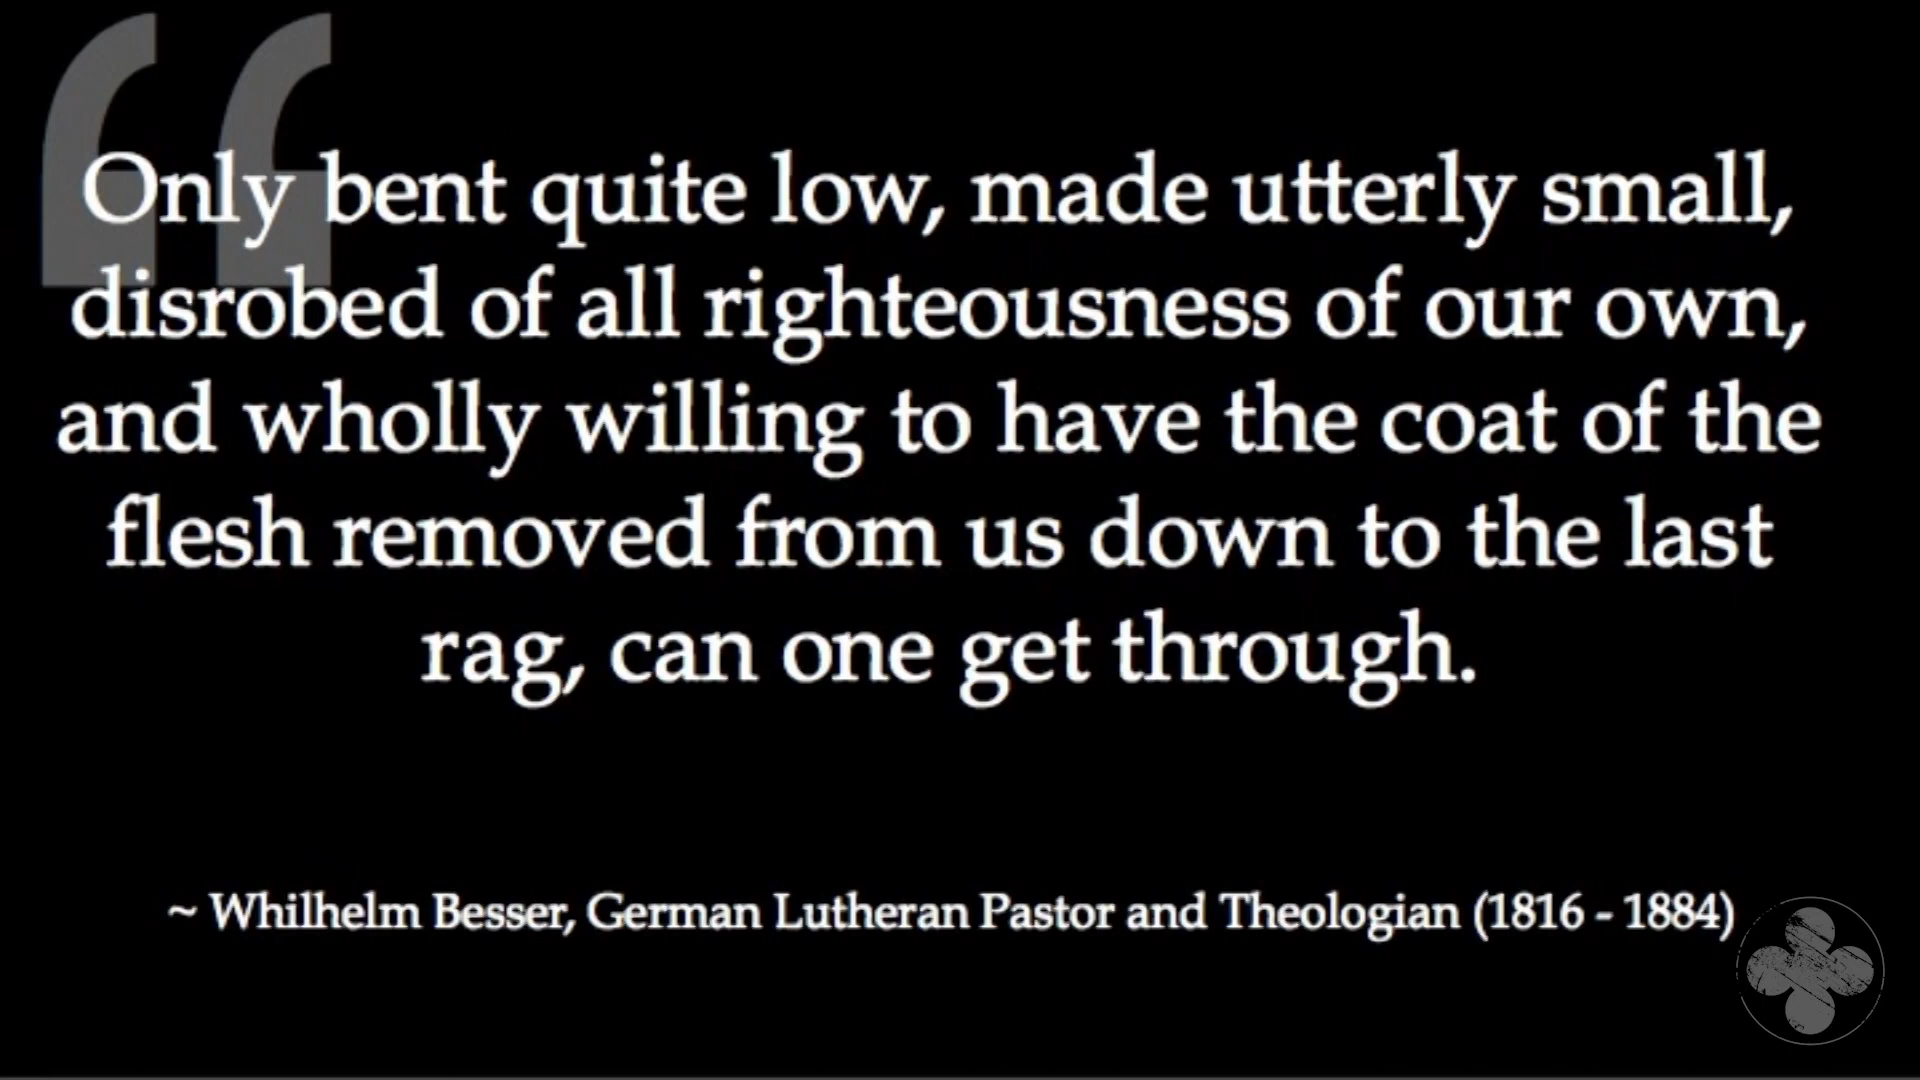 “
Only bent quite low, made utterly small,
disrobed of all righteousness of our own,
and wholly willing to have the coat of the
flesh removed from us down to the last
rag, can one get through.
~ Whilhelm Besser, German Lutheran Pastor and Theologian (1816 - 1884)